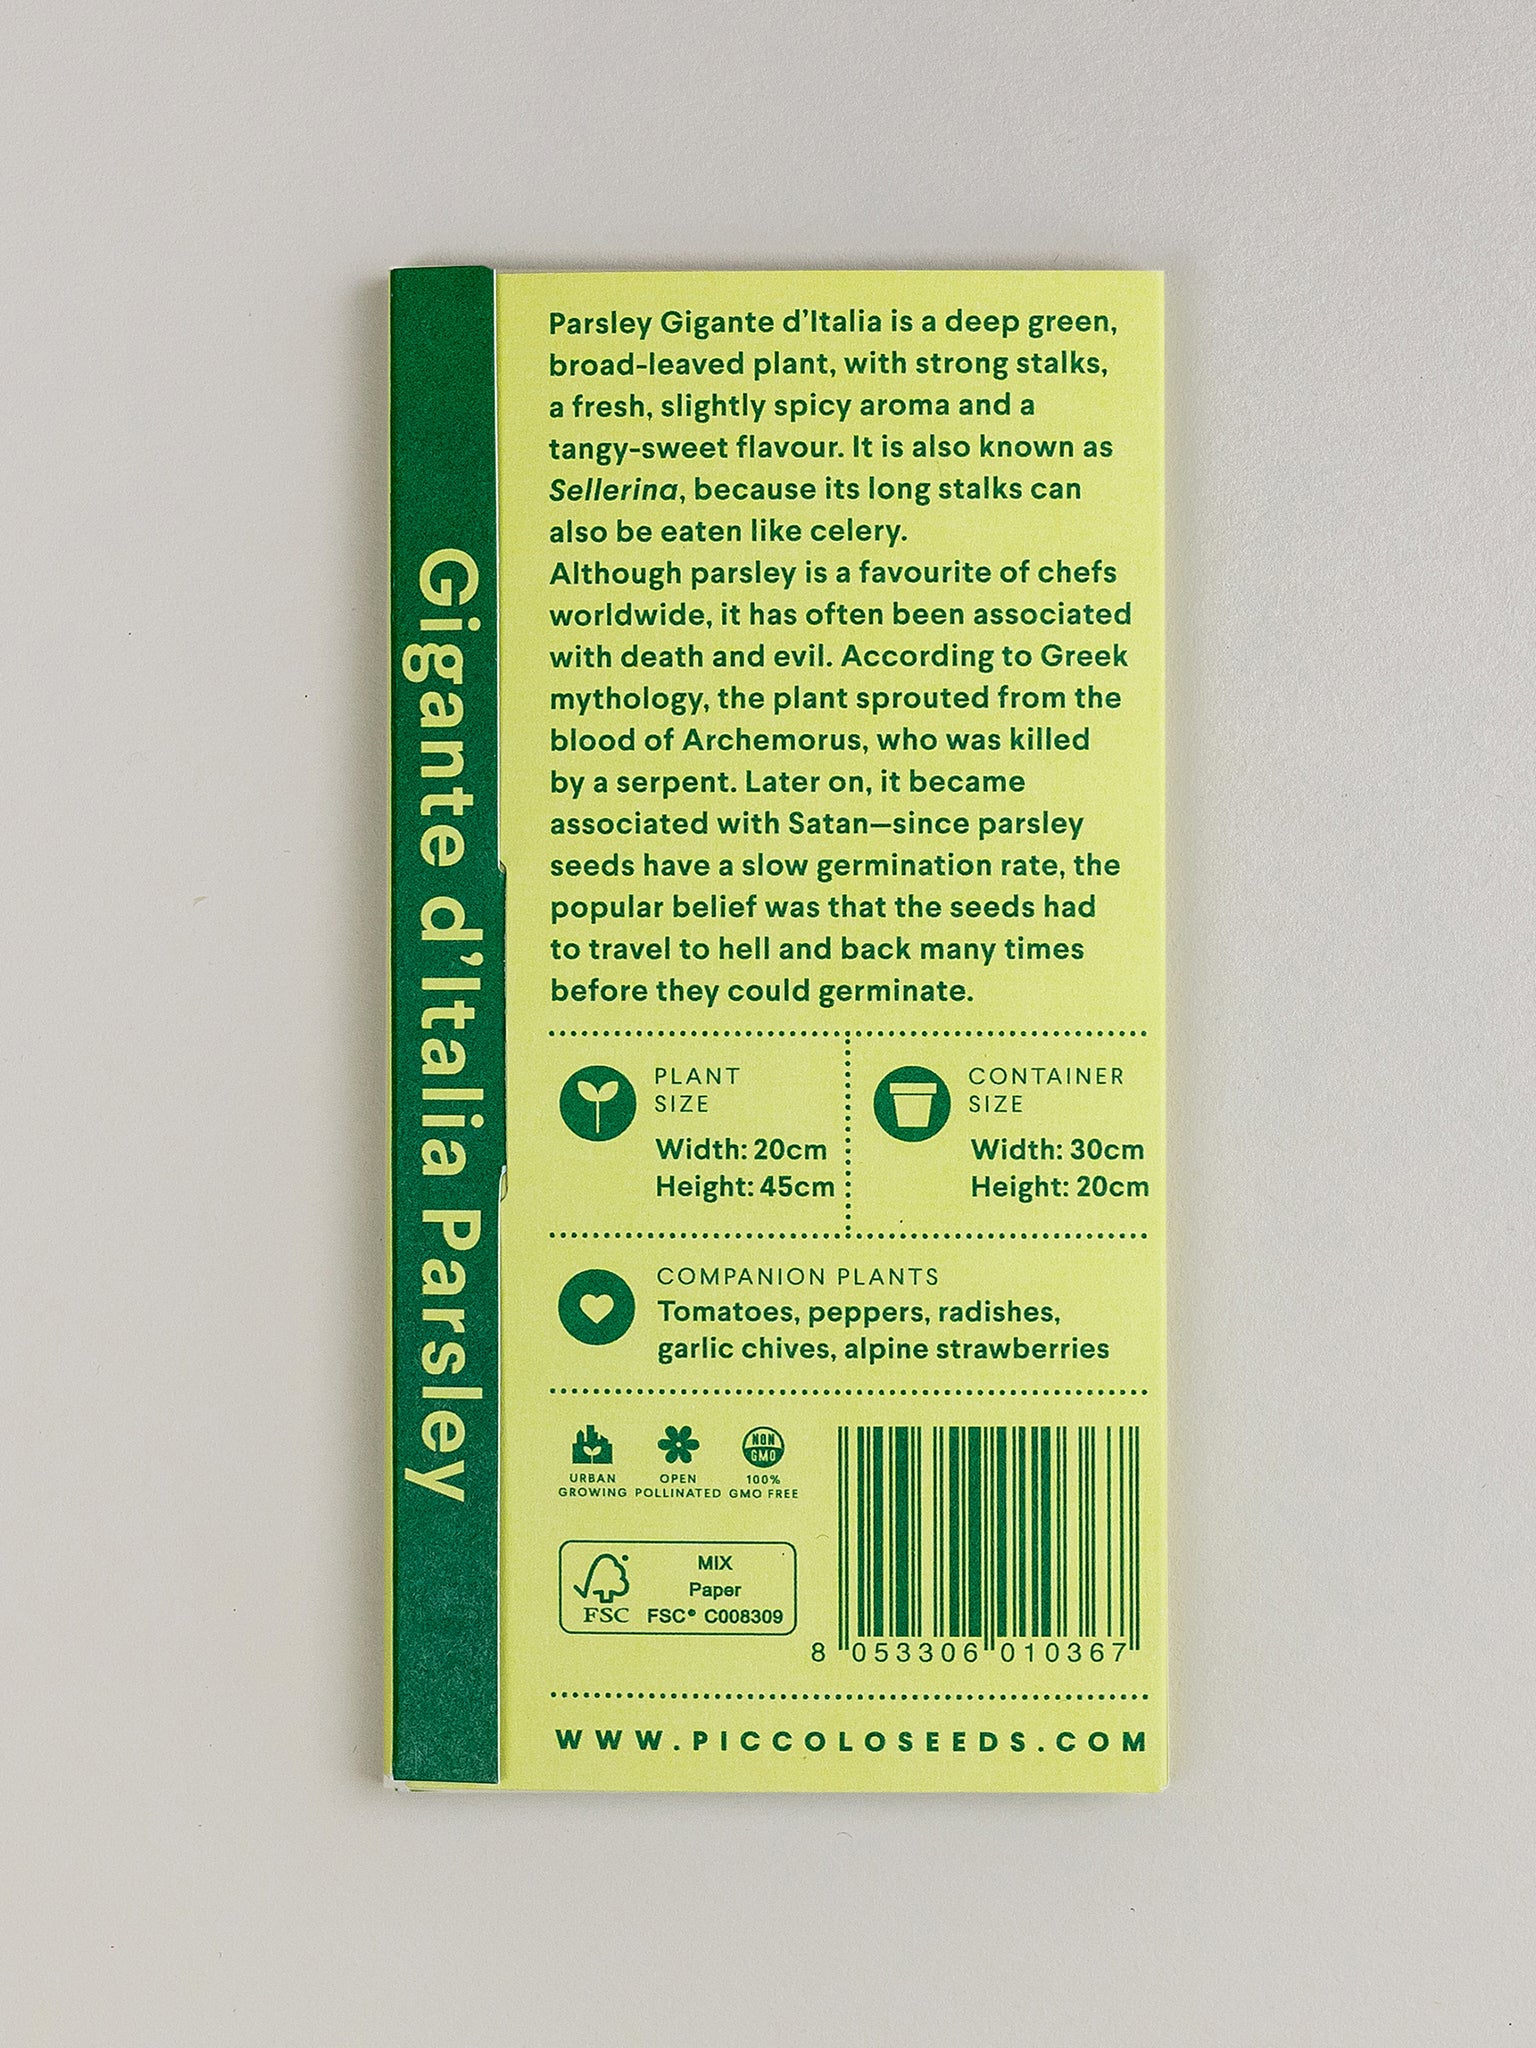 Gigante d'Italia Parsley
Parsley Gigante d’Italia is a deep green,
broad-leaved plant, with strong stalks,
a fresh, slightly spicy aroma and a
tangy-sweet flavour. It is also known as
Sellerina, because its long stalks can
also be eaten like celery.
Although parsley is a favourite of chefs
worldwide, it has often been associated
with death and evil. According to Greek
mythology, the plant sprouted from the
blood of Archemorus, who was killed
by a serpent. Later on, it became
associated with Satan—since parsley
seeds have a slow germination rate, the
popular belief was that the seeds had
to travel to hell and back many times
before they could germinate.
PLANT
SIZE
Width: 20cm
Height: 45cm
CONTAINER
SIZE
Width: 30cm
Height: 20cm
COMPANION PLANTS
Tomatoes, peppers, radishes,
garlic chives, alpine strawberries
URBAN
GROWING
OPEN
POLLINATED
NON
GMO
100%
GMO FREE
FSC
MIX
Paper
FSC® C008309
8 053306 010367
WWW.PICCOLOSEEDS.COM